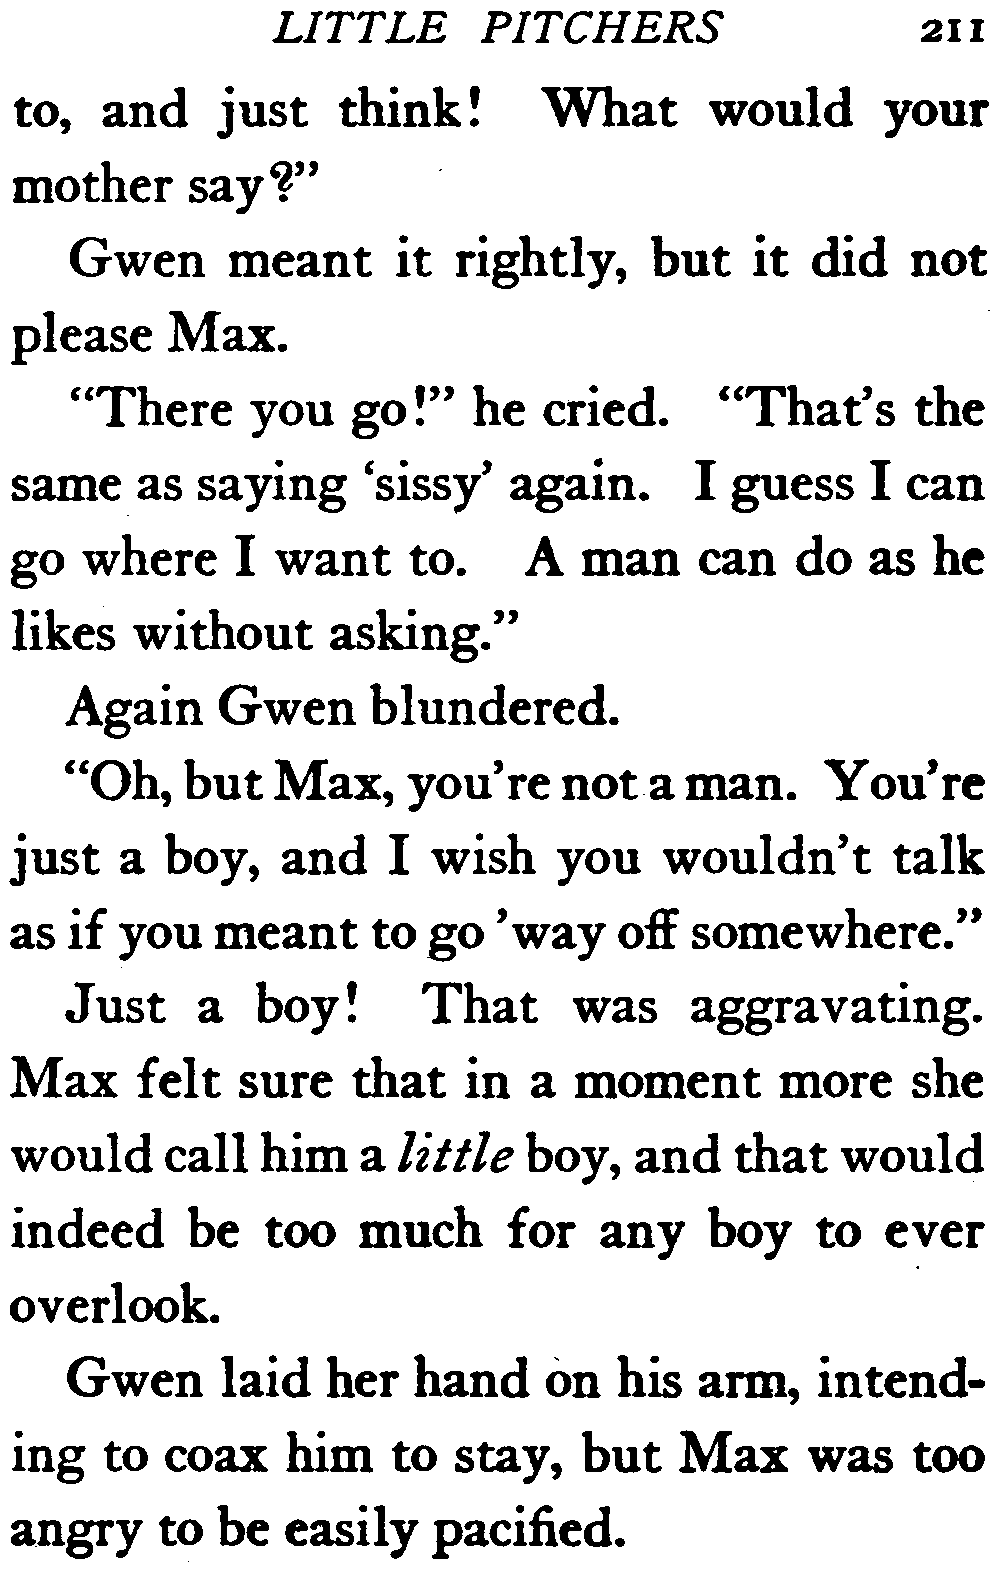 LITTLE PITCHERS 211
to, and just think! What would your
mother say?”
Gwen meant it rightly, but it did not
please Max.
“There you go!” he cried. “That’s the
same as saying ‘sissy’ again. I guess I can
go where I want to. A man can do as he
likes without asking.”
Again Gwen blundered.
“Oh, but Max, you’re not a man. You’re
just a boy, and I wish you wouldn’t talk
as if you meant to go ’way off somewhere.”
Just a boy! That was aggravating.
Max felt sure that in a moment more she
would call him a little boy, and that would
indeed be too much for any boy to ever
overlook.
Gwen laid her hand on his arm, intend-
ing to coax him to stay, but Max was too
angry to be easily pacified.